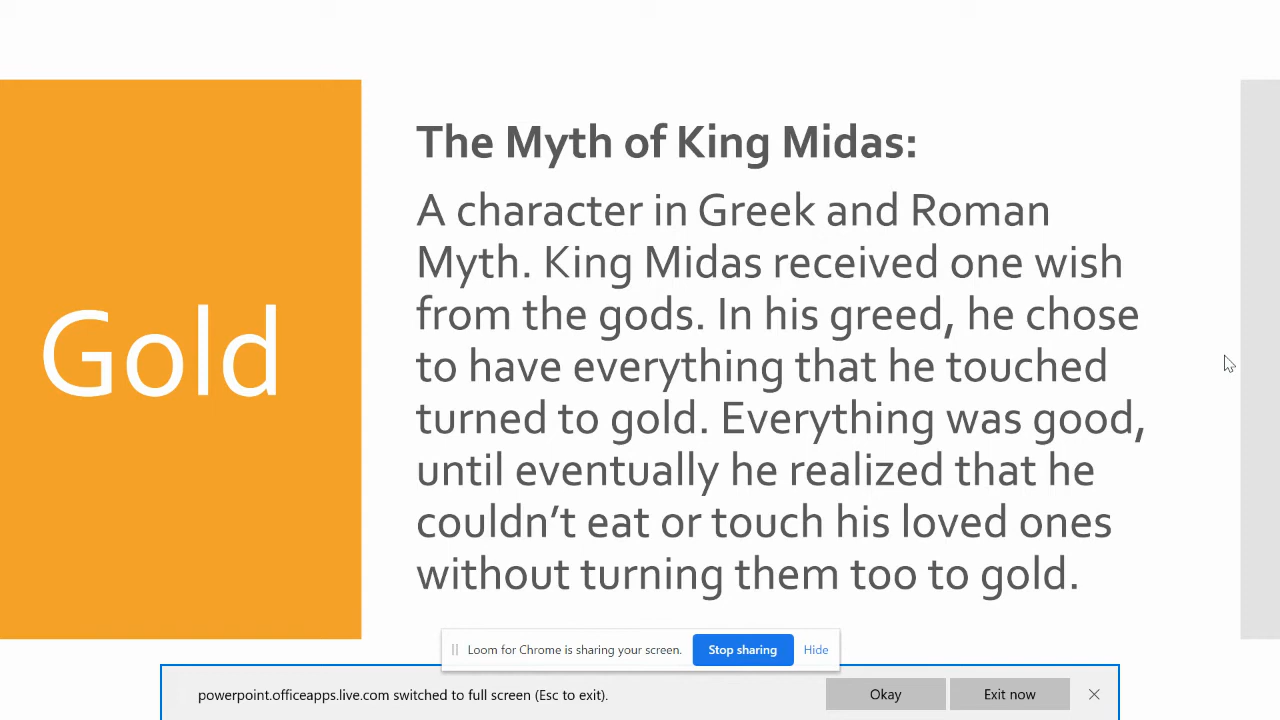 Gold
The Myth of King Midas:
A character in Greek and Roman
Myth. King Midas received one wish
from the gods. In his greed, he chose
to have everything that he touched
turned to gold. Everything was good,
until eventually he realized that he
couldn’t eat or touch his loved ones
without turning them too to gold.
Loom for Chrome is sharing your screen. Stop sharing Hide
powerpoint.officeapps.live.com switched to full screen (Esc to exit). Okay Exit now